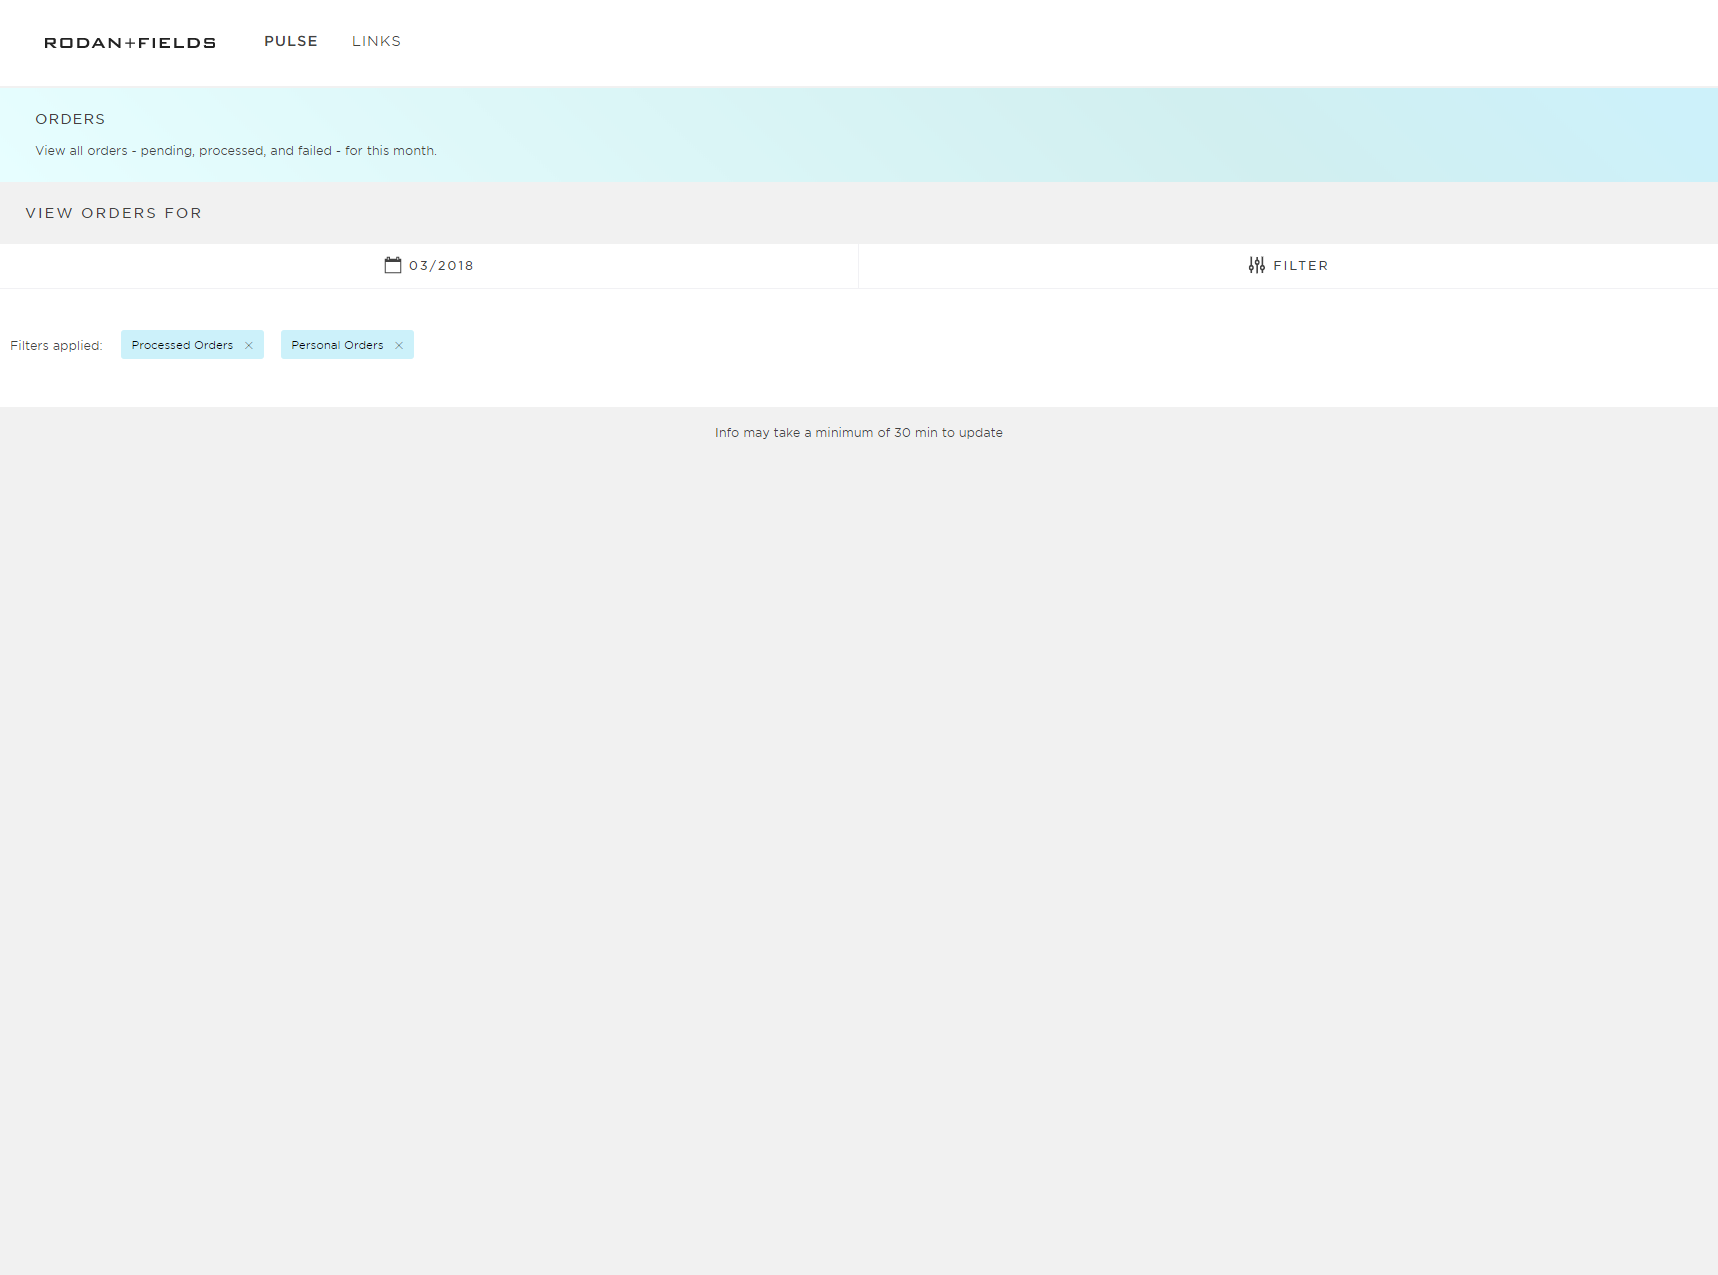 RODAN+FIELDS PULSE LINKS
ORDERS
View all orders - pending, processed, and failed - for this month.
VIEW ORDERS FOR
03/2018 FILTER
Filters applied: Processed Orders × Personal Orders ×
Info may take a minimum of 30 min to update